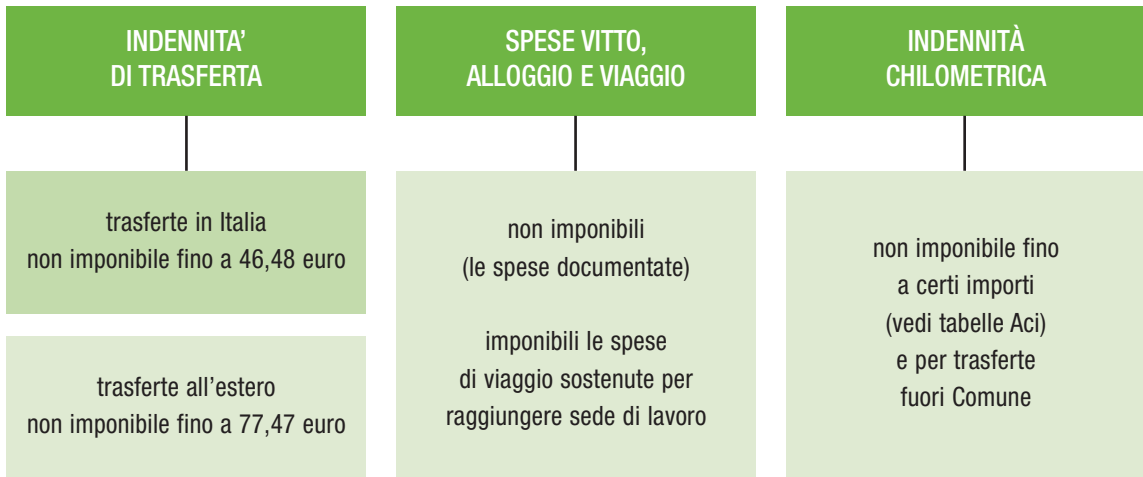 INDENNITA’
DI TRASFERTA
trasferte in Italia
non imponibile fino a 46,48 euro
trasferte all’estero
non imponibile fino a 77,47 euro
SPESE VITTO,
ALLOGGIO E VIAGGIO
non imponibili
(le spese documentate)
imponibili le spese
di viaggio sostenute per
raggiungere sede di lavoro
INDENNITÀ
CHILOMETRICA
non imponibile fino
a certi importi
(vedi tabelle Aci)
e per trasferte
fuori Comune